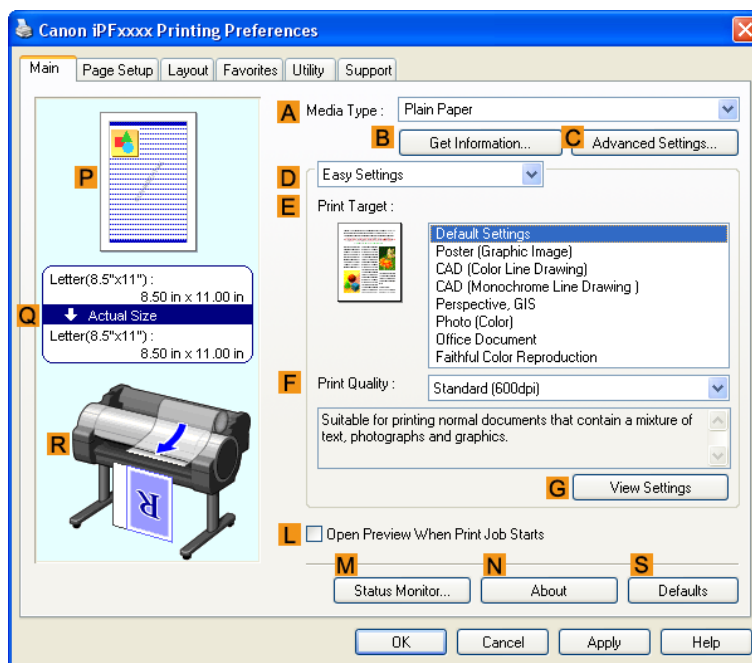 Canon iPFxxxx Printing Preferences
Main Page Setup Layout Favorites Utility Support
A Media Type : Plain Paper
B Get Information... C Advanced Settings...
D Easy Settings
E Print Target :
Default Settings
Poster (Graphic Image)
CAD (Color Line Drawing)
CAD (Monochrome Line Drawing )
Perspective, GIS
Photo (Color)
Office Document
Faithful Color Reproduction
F Print Quality : Standard (600dpi)
Suitable for printing normal documents that contain a mixture of
text, photographs and graphics.
G View Settings
P
Letter(8.5"x11") :
8.50 in x 11.00 in
Q Actual Size
Letter(8.5"x11") :
8.50 in x 11.00 in
R
R
L Open Preview When Print Job Starts
M Status Monitor... N About S Defaults
OK Cancel Apply Help